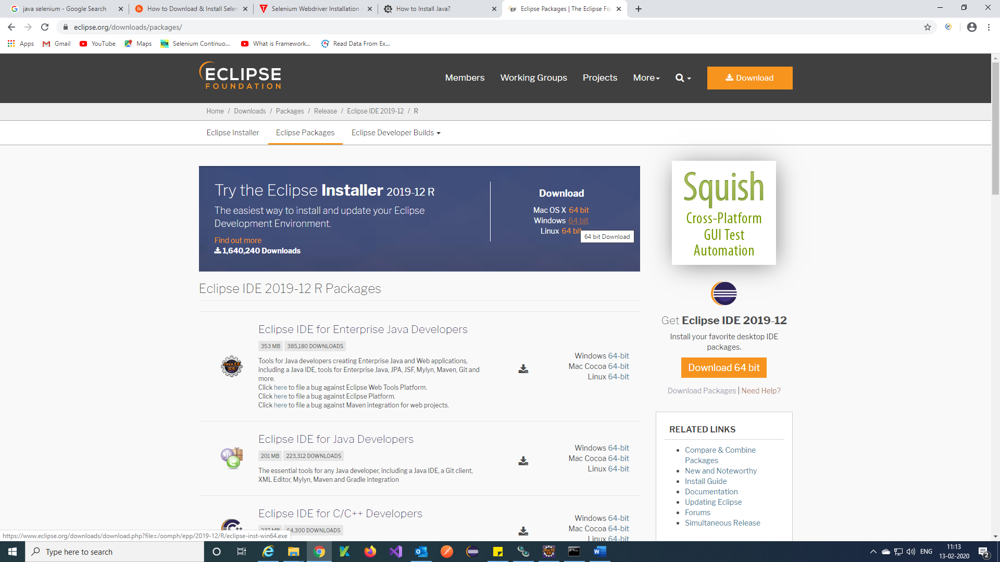 java selenium - Google Search
How to Download & Install Selen
Selenium Webdriver Installation
How to Install Java?
Eclipse Packages | The Eclipse Fo
eclipse.org/downloads/packages/
Apps
Gmail
YouTube
Maps
Selenium Continuo...
What is Framework...
Read Data From Ex...
ECLIPSE
FOUNDATION
Members
Working Groups
Projects
More
Download
Home / Downloads / Packages / Release / Eclipse IDE 2019-12 / R
Eclipse Installer
Eclipse Packages
Eclipse Developer Builds
Try the Eclipse Installer 2019-12 R
The easiest way to install and update your Eclipse
Development Environment.
Find out more
1,640,240 Downloads
Download
Mac OS X 64 bit
Windows 64 bit
Linux 64 bit
64 bit Download
Squish
Cross-Platform
GUI Test
Automation
Eclipse IDE 2019-12 R Packages
Eclipse IDE for Enterprise Java Developers
353 MB 385,180 DOWNLOADS
Java EE
IDE
Tools for Java developers creating Enterprise Java and Web applications,
including a Java IDE, tools for Enterprise Java, JPA, JSF, Mylyn, Maven, Git and
more.
Click here to file a bug against Eclipse Web Tools Platform.
Click here to file a bug against Eclipse Platform.
Click here to file a bug against Maven integration for web projects.
Windows 64-bit
Mac Cocoa 64-bit
Linux 64-bit
Eclipse IDE for Java Developers
201 MB 223,312 DOWNLOADS
The essential tools for any Java developer, including a Java IDE, a Git client,
XML Editor, Mylyn, Maven and Gradle integration
Windows 64-bit
Mac Cocoa 64-bit
Linux 64-bit
Eclipse IDE for C/C++ Developers
237 MB 64,300 DOWNLOADS
Windows 64-bit
Mac Cocoa 64-bit
Linux 64-bit
Get Eclipse IDE 2019-12
Install your favorite desktop IDE
packages.
Download 64 bit
Download Packages | Need Help?
RELATED LINKS
Compare & Combine
Packages
New and Noteworthy
Install Guide
Documentation
Updating Eclipse
Forums
Simultaneous Release
https://www.eclipse.org/downloads/download.php?file=/oomph/epp/2019-12/R/eclipse-inst-win64.exe
Type here to search
ENG
11:13
13-02-2020
2